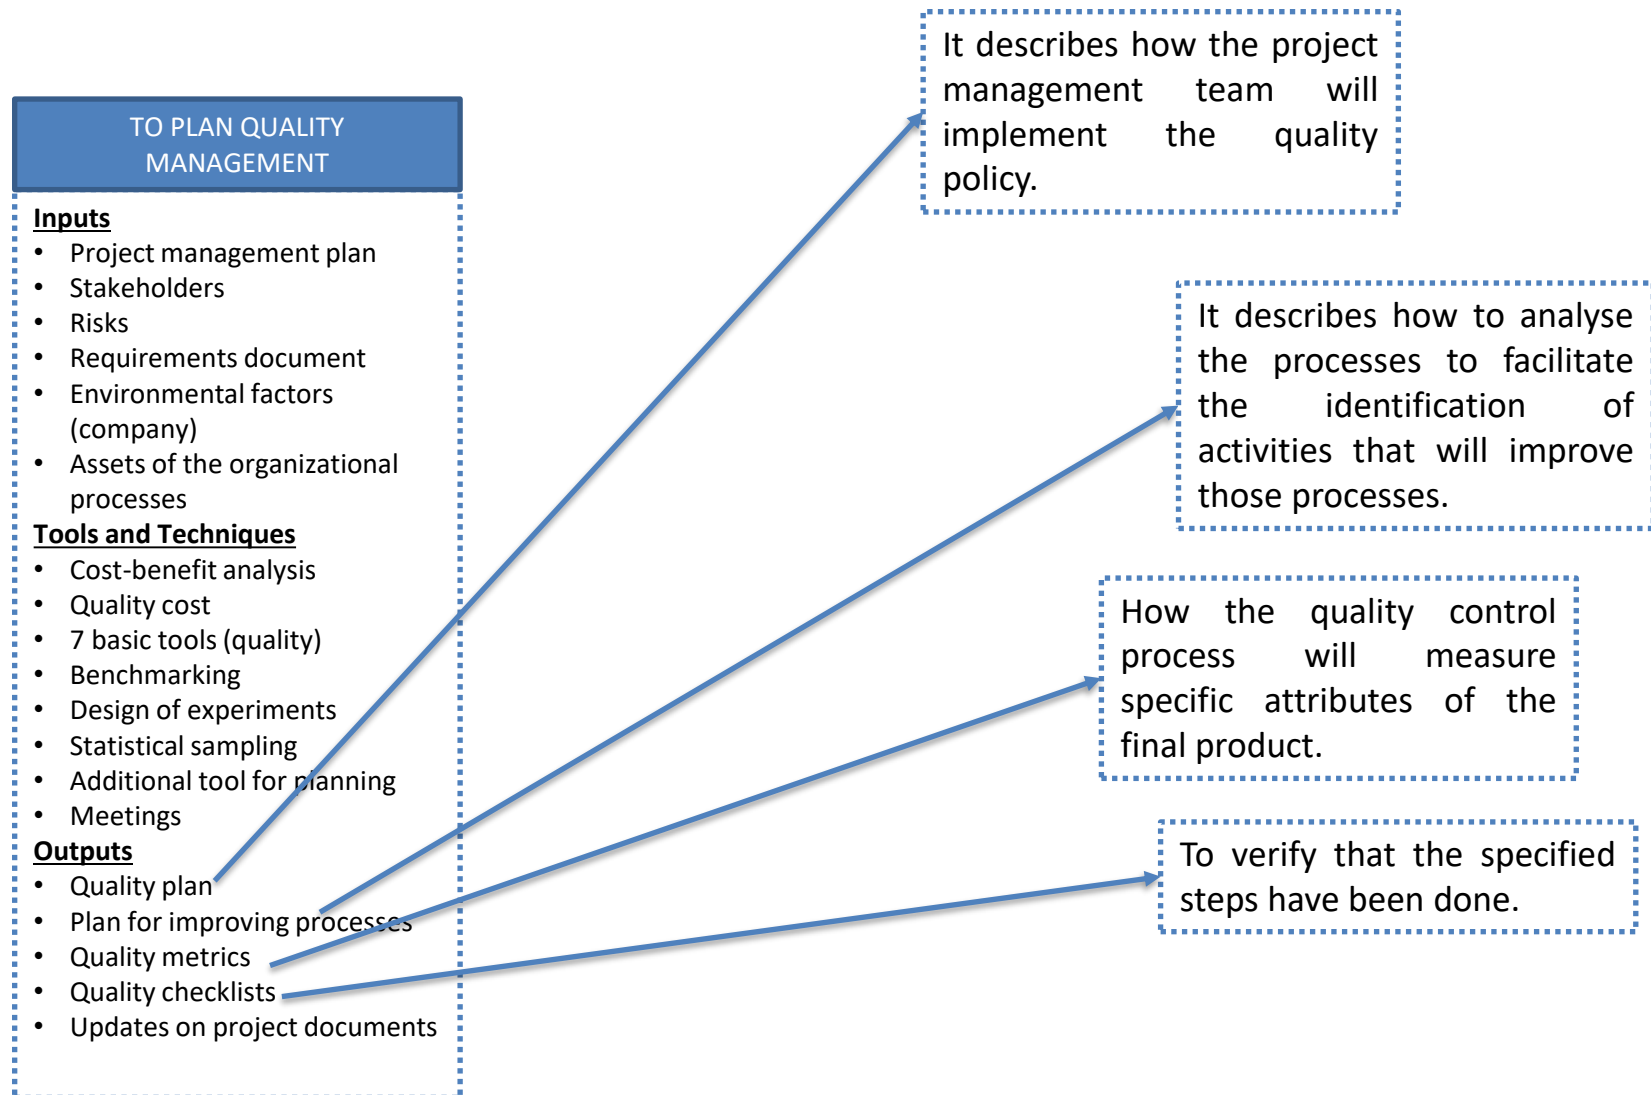 TO PLAN QUALITY
MANAGEMENT
Inputs
• Project management plan
• Stakeholders
• Risks
• Requirements document
• Environmental factors
(company)
• Assets of the organizational
processes
Tools and Techniques
• Cost-benefit analysis
• Quality cost
• 7 basic tools (quality)
• Benchmarking
• Design of experiments
• Statistical sampling
• Additional tool for planning
• Meetings
Outputs
• Quality plan
• Plan for improving processes
• Quality metrics
• Quality checklists
• Updates on project documents
It describes how the project
management team will
implement the quality
policy.
It describes how to analyse
the processes to facilitate
the identification of
activities that will improve
those processes.
How the quality control
process will measure
specific attributes of the
final product.
To verify that the specified
steps have been done.